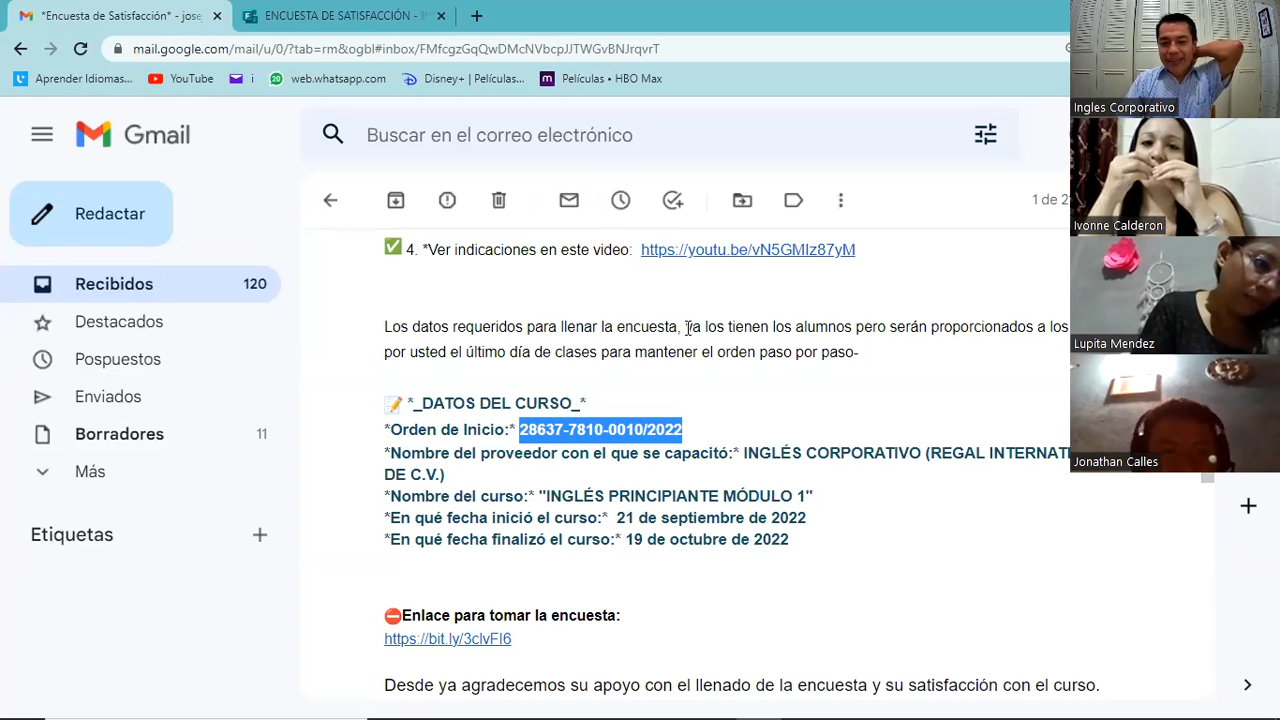 *Encuesta de Satisfacción* - jose
ENCUESTA DE SATISFACCIÓN - I
mail.google.com/mail/u/0/?tab=rm&ogbl#inbox/FMfcgzGqQwDMcNVbcpJJTWGvBNJrqvrT
Aprender Idiomas...
YouTube
i
web.whatsapp.com
Disney+ | Películas...
Películas • HBO Max
Gmail
Buscar en el correo electrónico
Redactar
1 de 2
Recibidos 120
Destacados
Pospuestos
Enviados
Borradores 11
Más
Etiquetas
4. *Ver indicaciones en este video: https://youtu.be/vN5GMIz87yM
Los datos requeridos para llenar la encuesta, ya los tienen los alumnos pero serán proporcionados a los
por usted el último día de clases para mantener el orden paso por paso-
*_DATOS DEL CURSO_*
*Orden de Inicio:* 28637-7810-0010/2022
*Nombre del proveedor con el que se capacitó:* INGLÉS CORPORATIVO (REGAL INTERNAT
DE C.V.)
*Nombre del curso:* "INGLÉS PRINCIPIANTE MÓDULO 1"
*En qué fecha inició el curso:* 21 de septiembre de 2022
*En qué fecha finalizó el curso:* 19 de octubre de 2022
Enlace para tomar la encuesta:
https://bit.ly/3clvFI6
Desde ya agradecemos su apoyo con el llenado de la encuesta y su satisfacción con el curso.
Ingles Corporativo
Ivonne Calderon
Lupita Mendez
Jonathan Calles